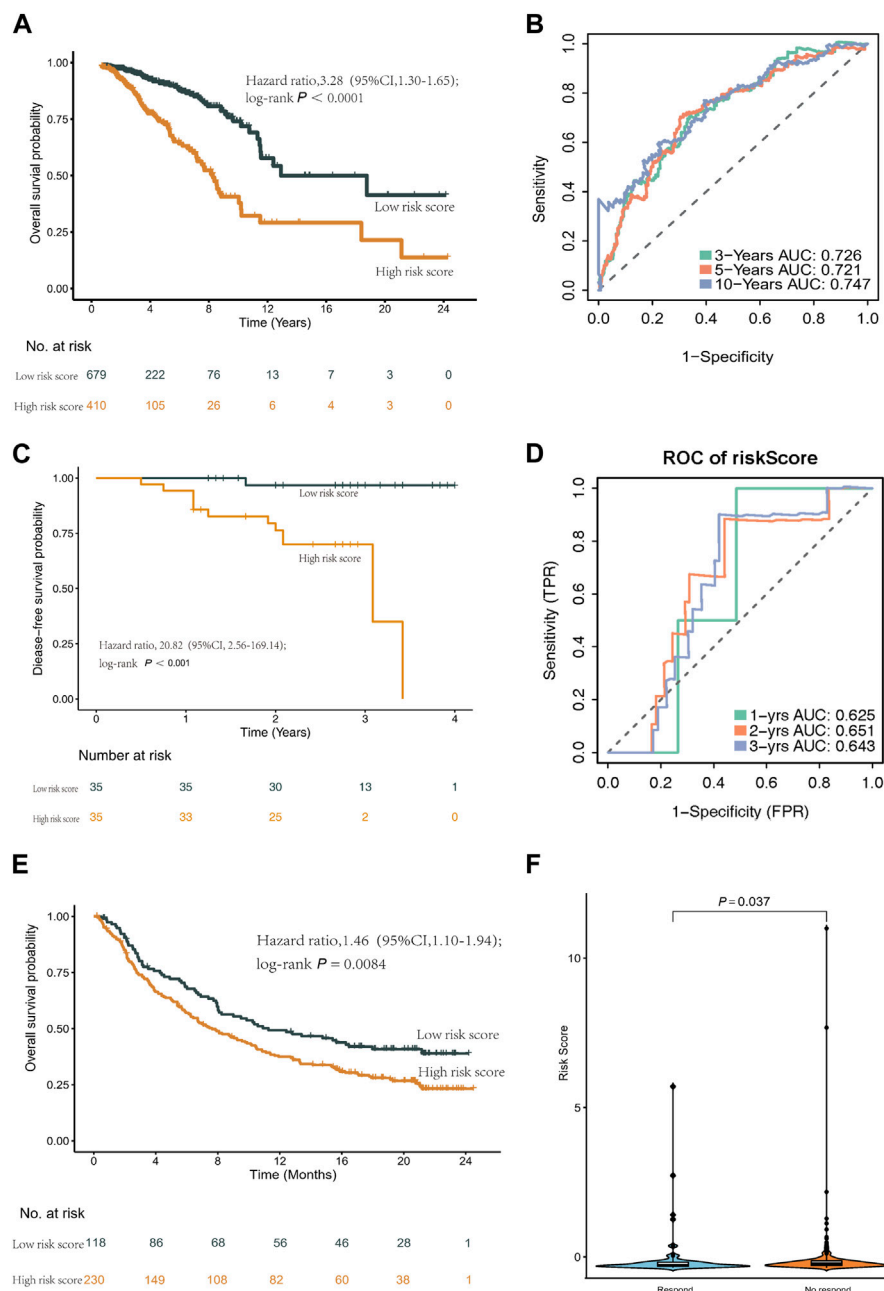 A
Overall survial probability
1.00
0.75
0.50
0.25
0.00
Hazard ratio,3.28 (95%CI,1.30-1.65);
log-rank P < 0.0001
Low risk score
High risk score
0 4 8 12 16 20 24
Time (Years)
No. at risk
Low risk score 679 222 76 13 7 3 0
High risk score 410 105 26 6 4 3 0
B
Sensitivity
1.0
0.8
0.6
0.4
0.2
0.0
3-Years AUC: 0.726
5-Years AUC: 0.721
10-Years AUC: 0.747
0.0 0.2 0.4 0.6 0.8 1.0
1-Specificity
C
Diease-free survival probability
1.00
0.75
0.50
0.25
0.00
Low risk score
High risk score
Hazard ratio, 20.82 (95%CI, 2.56-169.14);
log-rank P < 0.001
0 1 2 3 4
Time (Years)
Number at risk
Low risk score 35 35 30 13 1
High risk score 35 33 25 2 0
D
ROC of riskScore
Sensitivity (TPR)
1.0
0.8
0.6
0.4
0.2
0.0
1-yrs AUC: 0.625
2-yrs AUC: 0.651
3-yrs AUC: 0.643
0.0 0.2 0.4 0.6 0.8 1.0
1-Specificity (FPR)
E
Overall survival probability
1.00
0.75
0.50
0.25
0.00
Hazard ratio,1.46 (95%CI,1.10-1.94);
log-rank P = 0.0084
Low risk score
High risk score
0 4 8 12 16 20 24
Time (Months)
No. at risk
Low risk score 118 86 68 56 46 28 1
High risk score 230 149 108 82 60 38 1
F
P = 0.037
Risk Score
10
5
0
Respond No respond